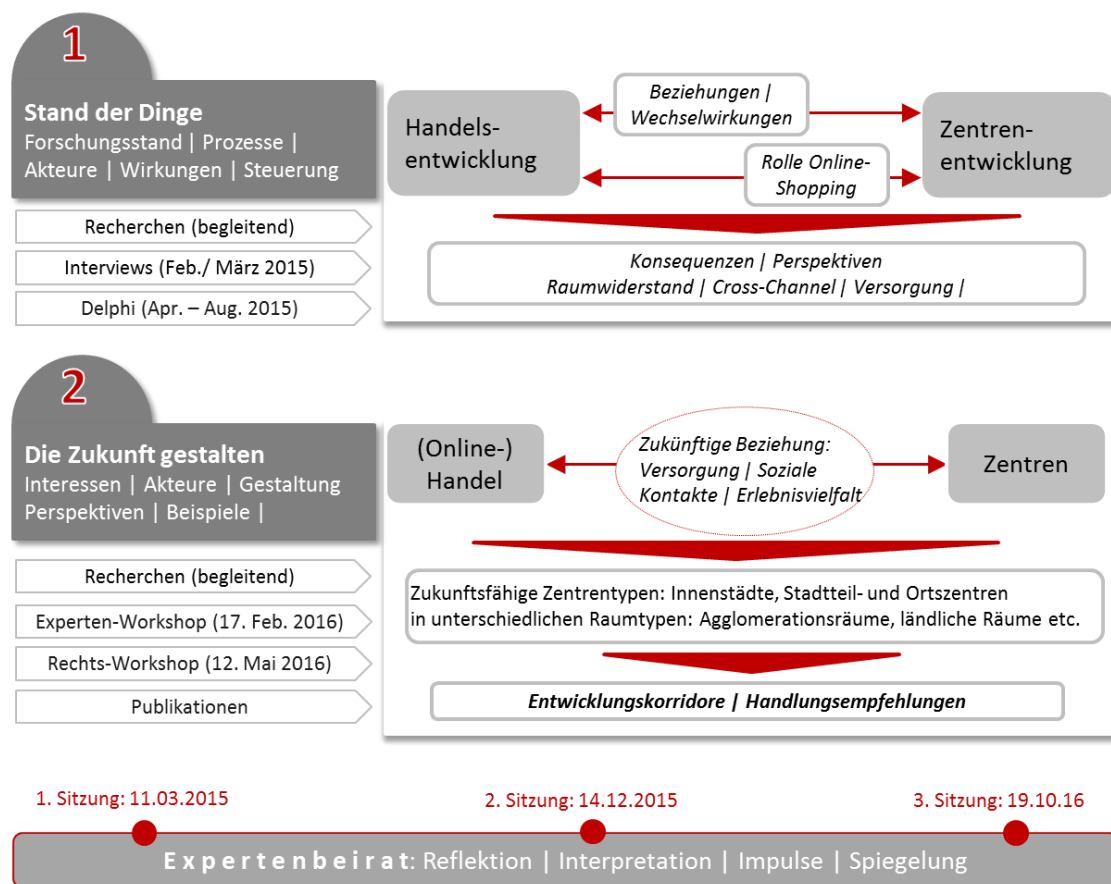 1
Stand der Dinge
Forschungsstand | Prozesse |
Akteure | Wirkungen | Steuerung
Recherchen (begleitend)
Interviews (Feb./ März 2015)
Delphi (Apr. – Aug. 2015)
Handels-
entwicklung
Beziehungen |
Wechselwirkungen
Rolle Online-
Shopping
Zentren-
entwicklung
Konsequenzen | Perspektiven
Raumwiderstand | Cross-Channel | Versorgung |
2
Die Zukunft gestalten
Interessen | Akteure | Gestaltung
Perspektiven | Beispiele |
Recherchen (begleitend)
Experten-Workshop (17. Feb. 2016)
Rechts-Workshop (12. Mai 2016)
Publikationen
(Online-)
Handel
Zukünftige Beziehung:
Versorgung | Soziale
Kontakte | Erlebnisvielfalt
Zentren
Zukunftsfähige Zentrentypen: Innenstädte, Stadtteil- und Ortszentren
in unterschiedlichen Raumtypen: Agglomerationsräume, ländliche Räume etc.
Entwicklungskorridore | Handlungsempfehlungen
1. Sitzung: 11.03.2015
2. Sitzung: 14.12.2015
3. Sitzung: 19.10.16
Expertenbeirat: Reflektion | Interpretation | Impulse | Spiegelung